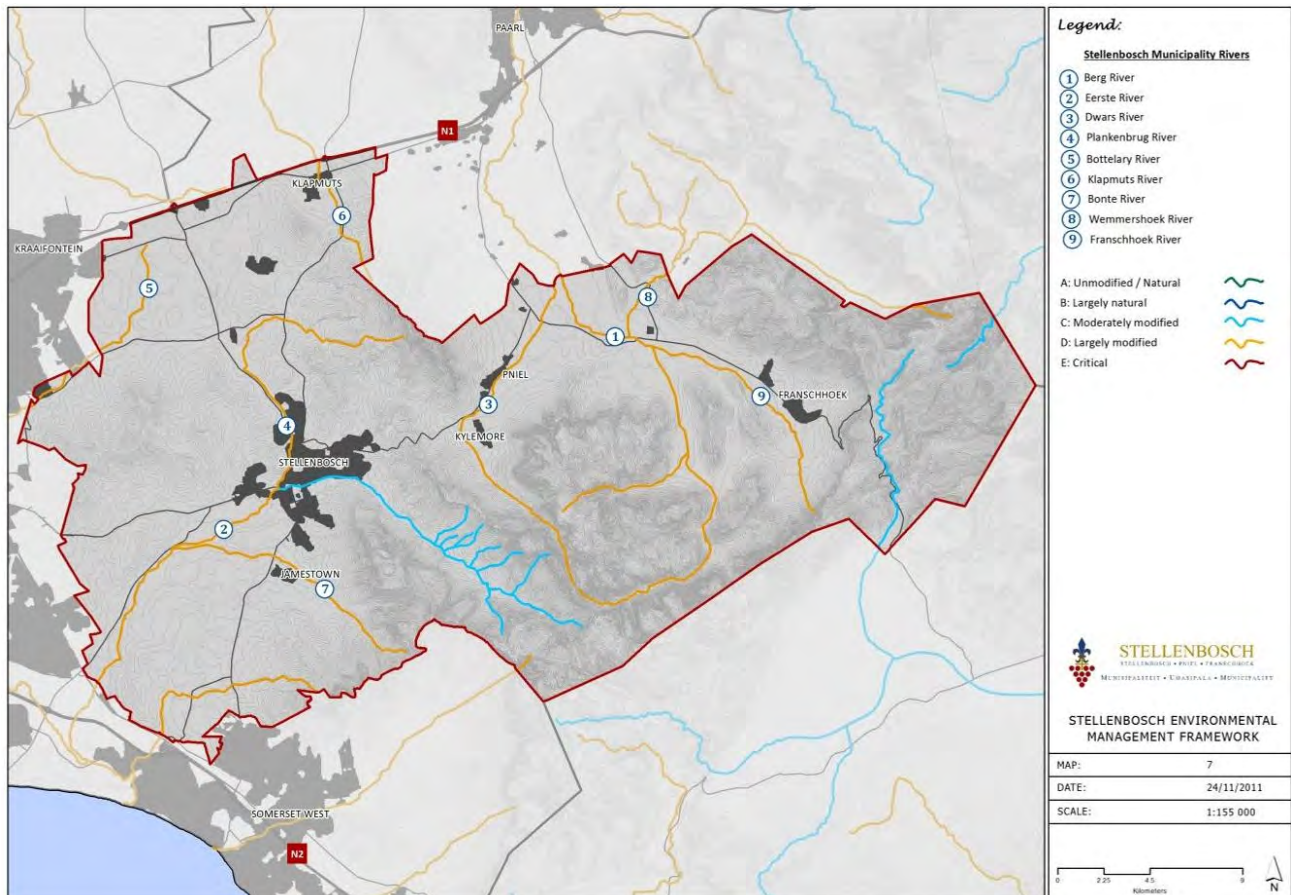 PAARL
N1
KLAPMUTS
6
KRAAIFONTEIN
5
8
1
PNIEL
9
FRANSCHHOEK
3
4
KYLEMORE
STELLENBOSCH
2
JAMESTOWN
7
SOMERSET WEST
N2
Legend:
Stellenbosch Municipality Rivers
1 Berg River
2 Eerste River
3 Dwars River
4 Plankenbrug River
5 Bottelary River
6 Klapmuts River
7 Bonte River
8 Wemmershoek River
9 Franschhoek River
A: Unmodified / Natural
B: Largely natural
C: Moderately modified
D: Largely modified
E: Critical
STELLENBOSCH
STELLENBOSCH • PNIEL • FRANSCHHOEK
MUNISIPALITEIT • UMASIPALA • MUNICIPALITY
STELLENBOSCH ENVIRONMENTAL
MANAGEMENT FRAMEWORK
MAP: 7
DATE: 24/11/2011
SCALE: 1:155 000
0 2.25 4.5 9
Kilometers
N